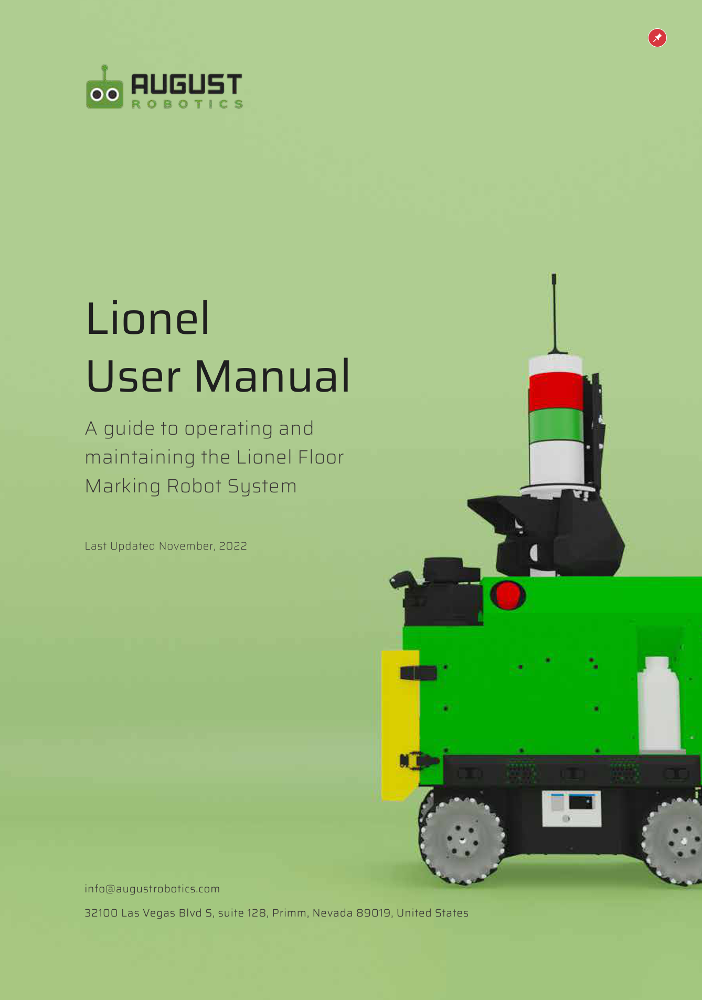 AUGUST
ROBOTICS
Lionel
User Manual
A guide to operating and
maintaining the Lionel Floor
Marking Robot System
Last Updated November, 2022
info@augustrobotics.com
32100 Las Vegas Blvd S, suite 128, Primm, Nevada 89019, United States